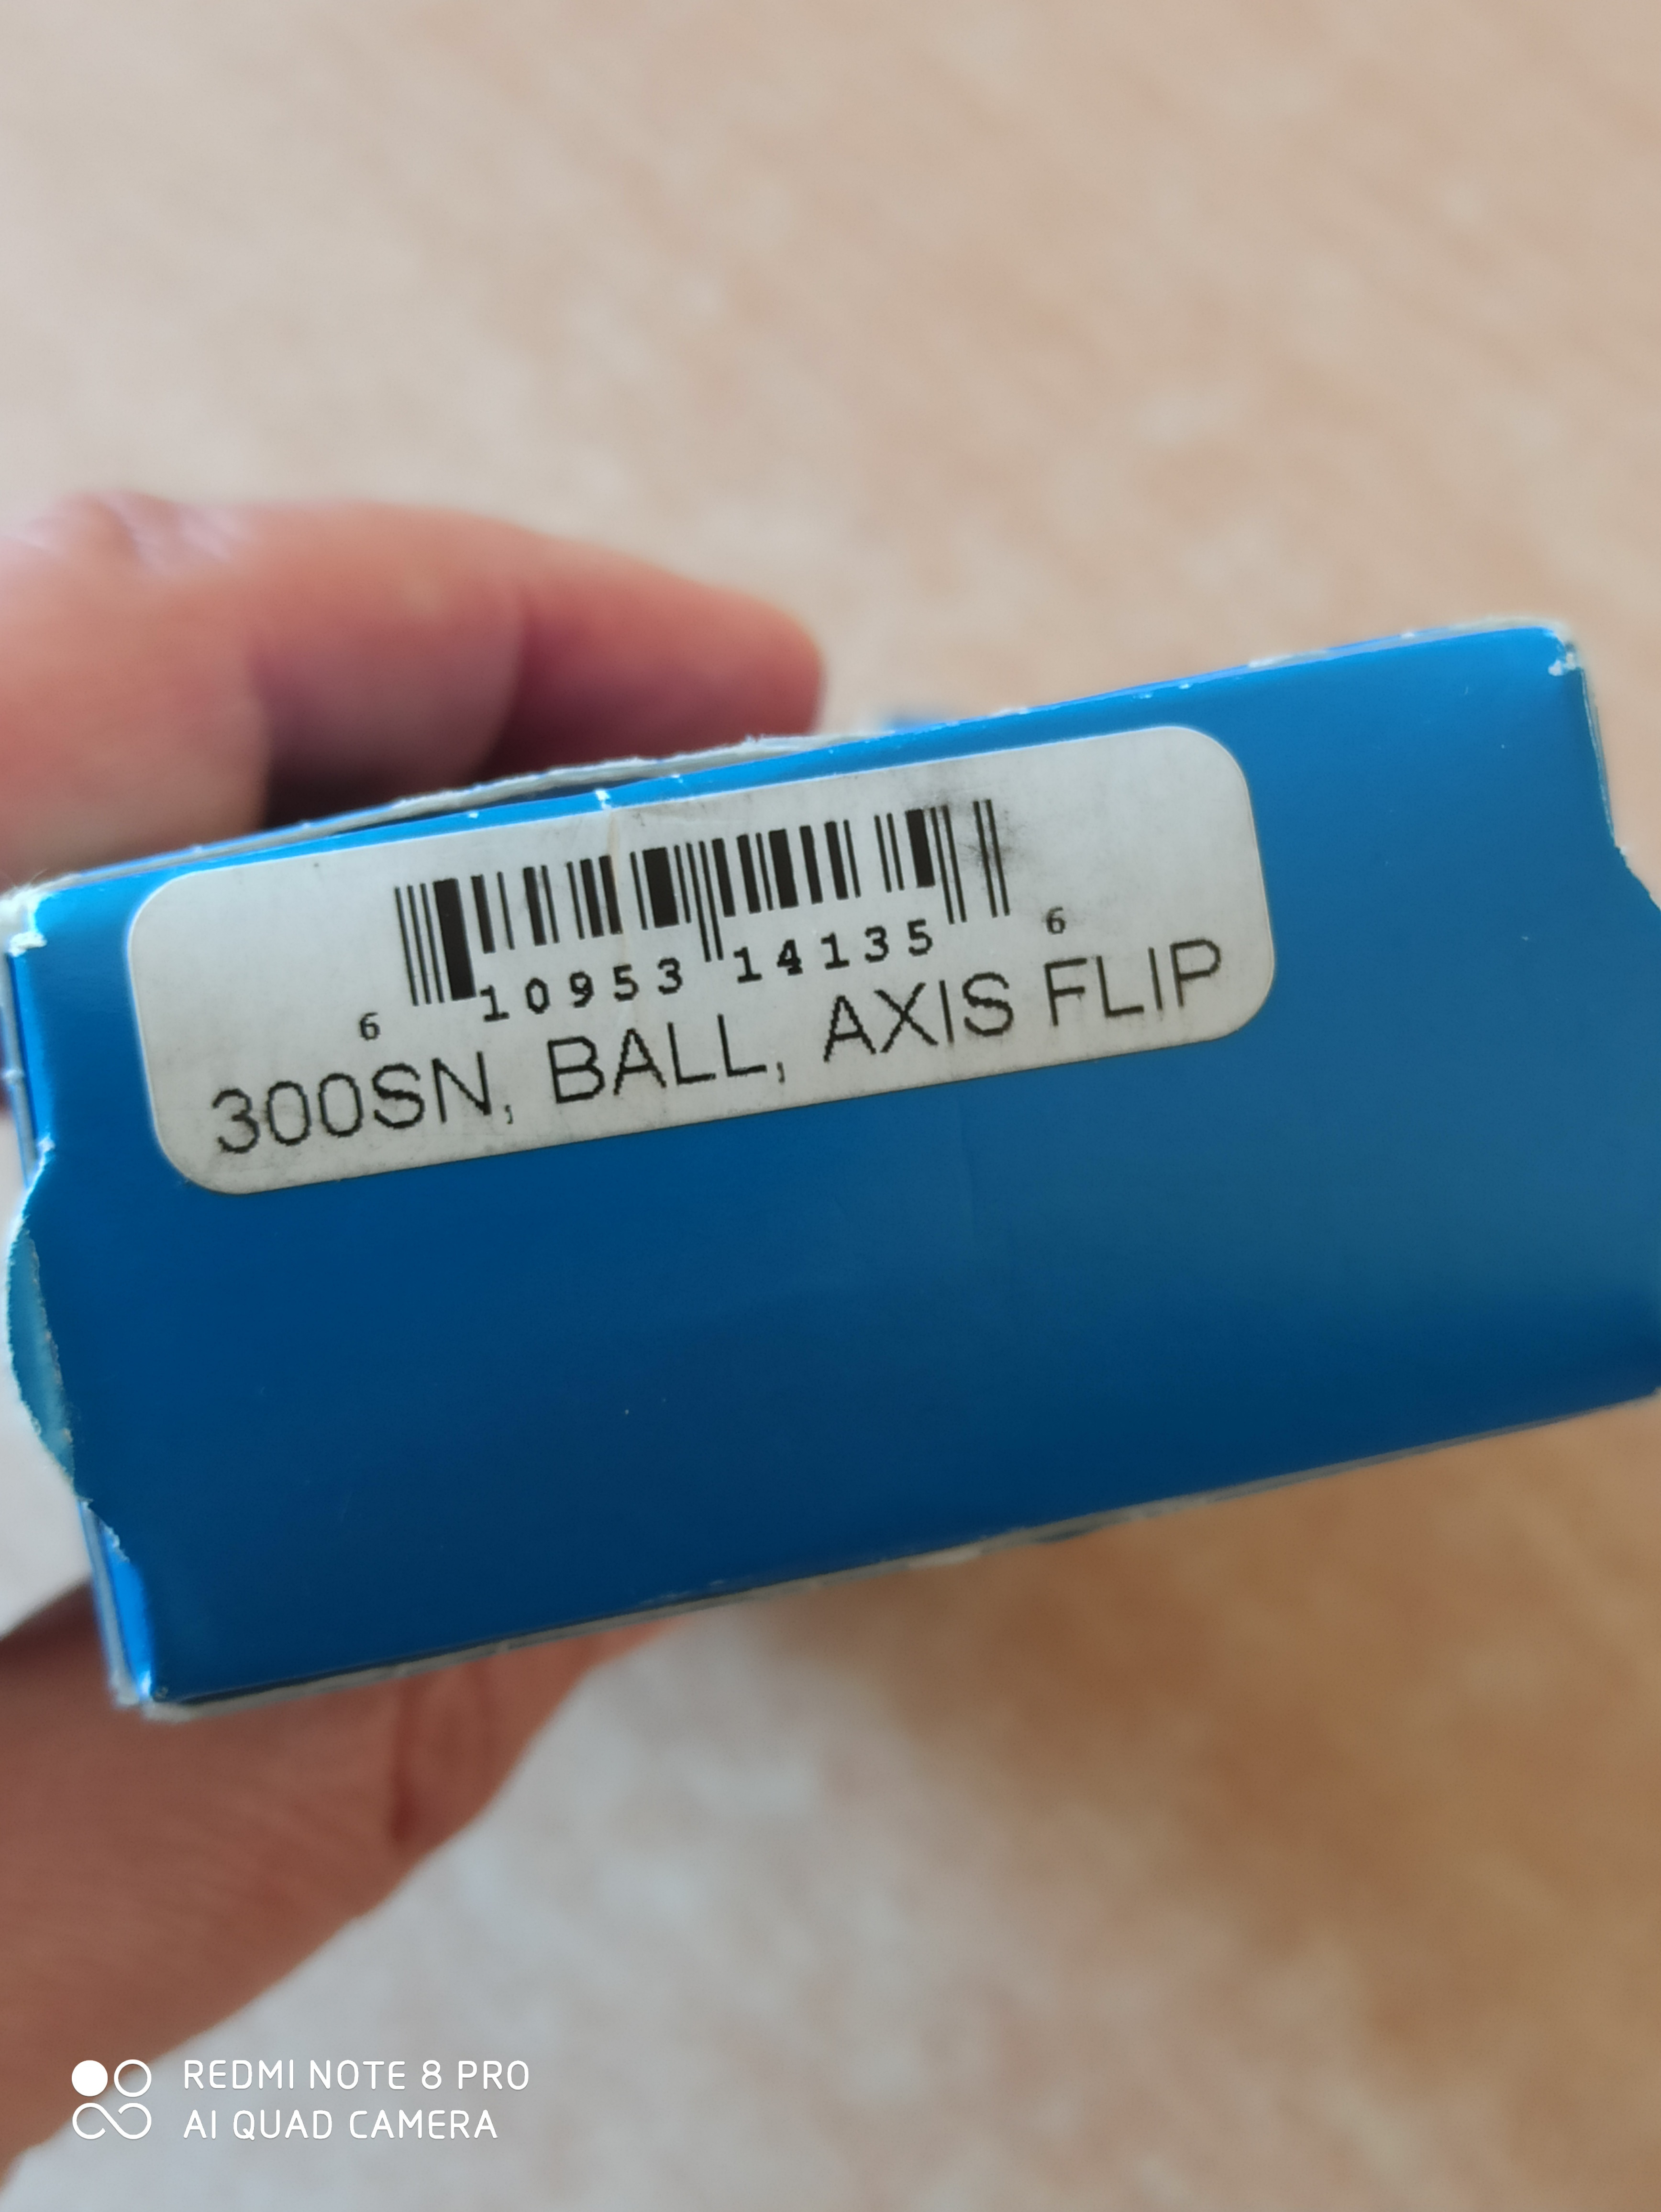 6 10953 14135 6
300SN, BALL, AXIS FLIP
REDMI NOTE 8 PRO
AI QUAD CAMERA